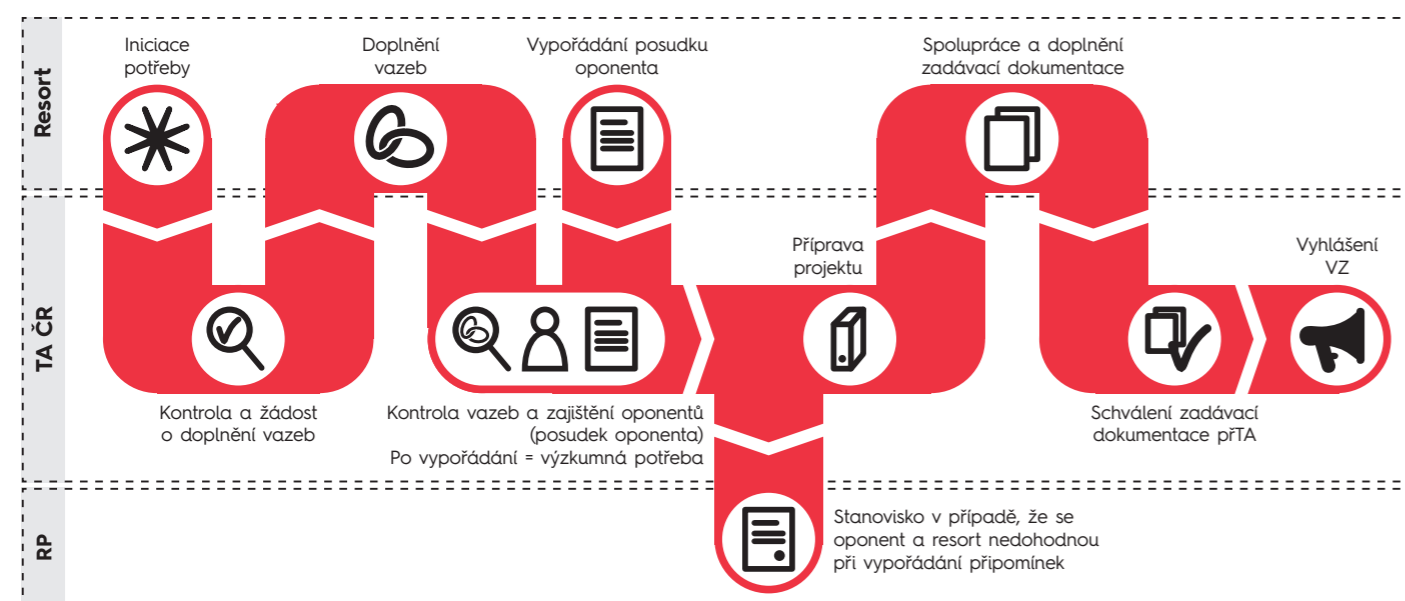 Resort
Iniciace
potřeby
Doplnění
vazeb
Vypořádání posudku
oponenta
Spolupráce a doplnění
zadávací dokumentace
TA ČR
Příprava
projektu
Vyhlášení
VZ
Kontrola a žádost
o doplnění vazeb
Kontrola vazeb a zajištění oponentů
(posudek oponenta)
Po vypořádání = výzkumná potřeba
Schválení zadávací
dokumentace přTA
RP
Stanovisko v případě, že se
oponent a resort nedohodnou
při vypořádání připomínek